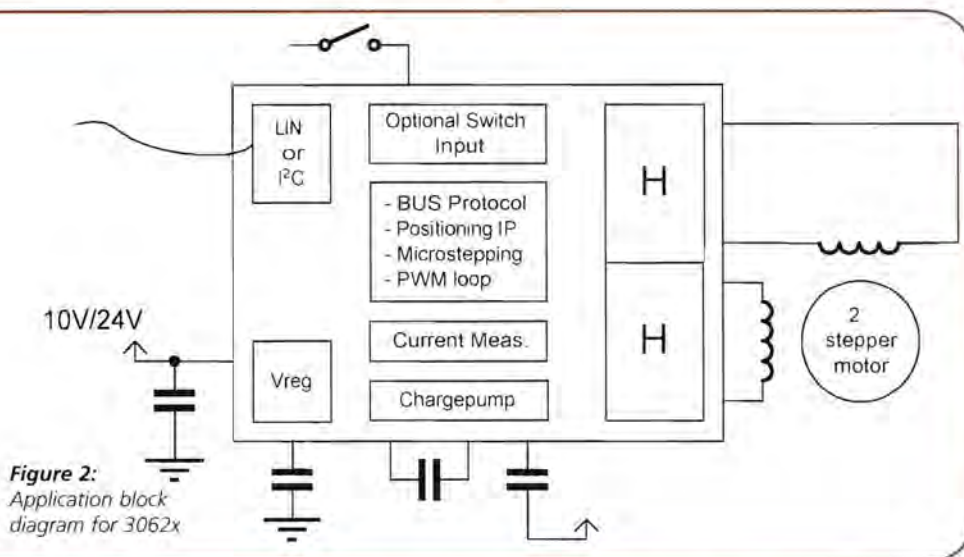 LIN
or
I²C
Optional Switch
Input
- BUS Protocol
- Positioning IP
- Microstepping
- PWM loop
Current Meas.
Chargepump
Vreg
10V/24V
H
H
2
stepper
motor
Figure 2:
Application block
diagram for 3062x